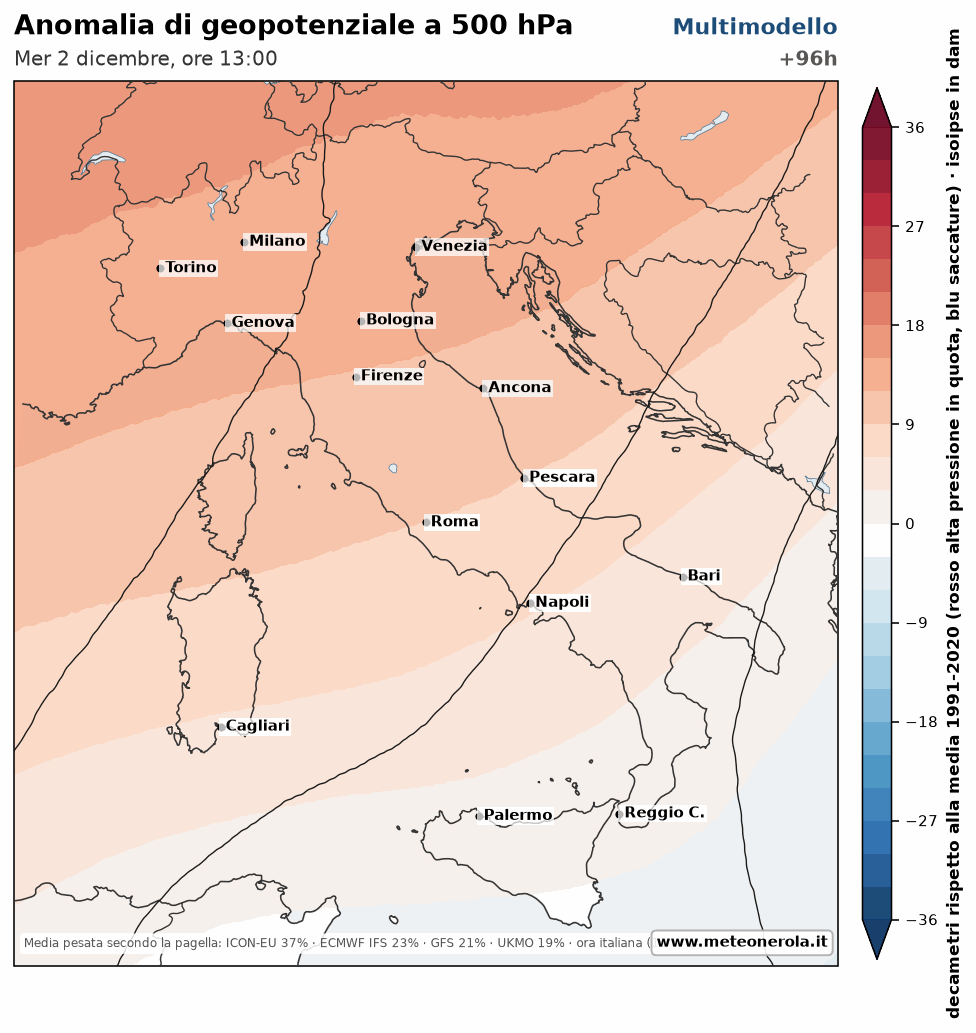 Anomalia di geopotenziale a 500 hPa
Multimodello
Mer 2 dicembre, ore 13:00
+96h
36
27
18
9
0
−9
−18
−27
−36
decametri rispetto alla media 1991-2020 (rosso alta pressione in quota, blu saccature) · isoipse in dam
Milano
Venezia
Torino
Genova
Bologna
Firenze
Ancona
Pescara
Roma
Bari
Napoli
Cagliari
Palermo
Reggio C.
Media pesata secondo la pagella: ICON-EU 37% · ECMWF IFS 23% · GFS 21% · UKMO 19% · ora italiana (
www.meteonerola.it